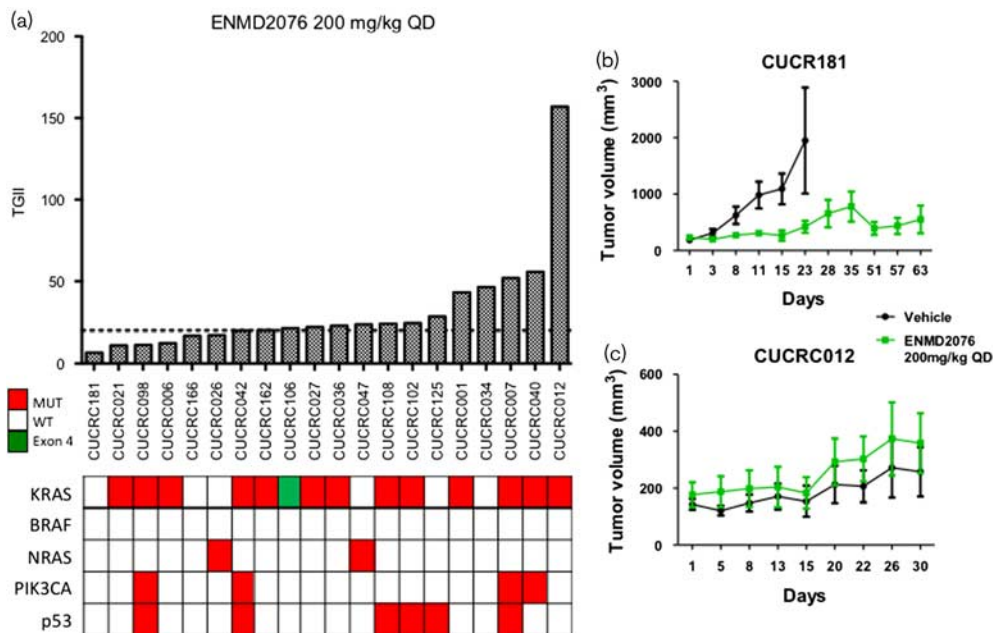 (a)
ENMD2076 200 mg/kg QD
200
150
100
50
0
TGII
CUCRC181
CUCRC021
CUCRC098
CUCRC006
CUCRC166
CUCRC026
CUCRC042
CUCRC162
CUCRC106
CUCRC027
CUCRC036
CUCRC047
CUCRC108
CUCRC102
CUCRC125
CUCRC001
CUCRC034
CUCRC007
CUCRC040
CUCRC012
MUT
WT
Exon 4
KRAS
BRAF
NRAS
PIK3CA
p53
(b)
CUCR181
Tumor volume (mm³)
3000
2000
1000
0
1 3 8 11 15 23 28 35 51 57 63
Days
Vehicle
ENMD2076
200mg/kg QD
(c)
CUCRC012
Tumor volume (mm³)
600
400
200
0
1 5 8 13 15 20 22 26 30
Days